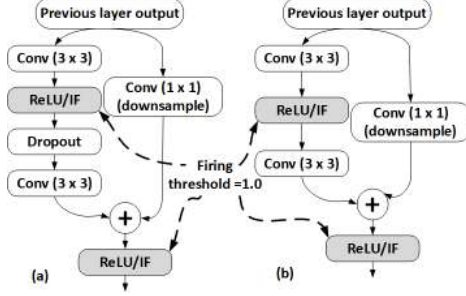 Previous layer output
Conv (3 x 3)
ReLU/IF
Dropout
Conv (3 x 3)
Conv (1 x 1)
(downsample)
+
ReLU/IF
(a)
Firing
threshold =1.0
Previous layer output
Conv (3 x 3)
ReLU/IF
Conv (3 x 3)
Conv (1 x 1)
(downsample)
+
ReLU/IF
(b)